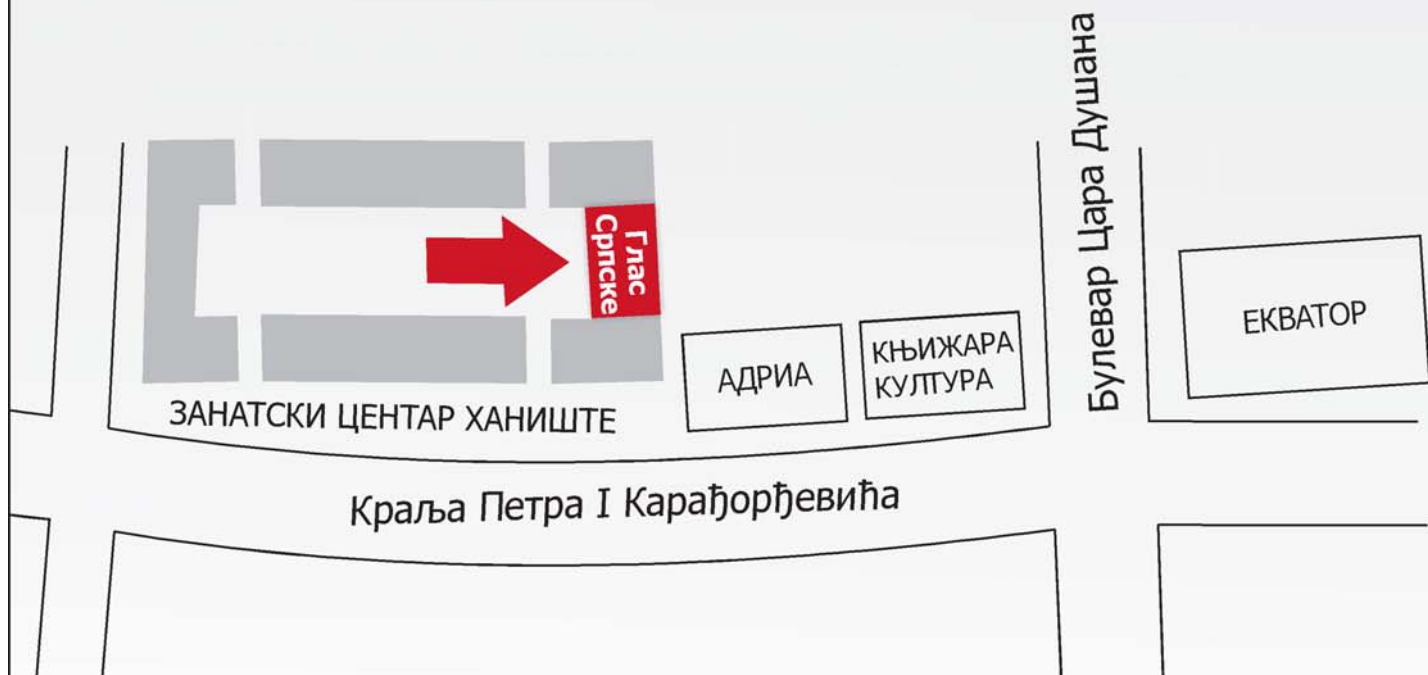 Глас
Српске
АДРИА
КЊИЖАРА
КУЛТУРА
Булевар Цара Душана
ЕКВАТОР
ЗАНАТСКИ ЦЕНТАР ХАНИШТЕ
Краља Петра I Карађорђевића